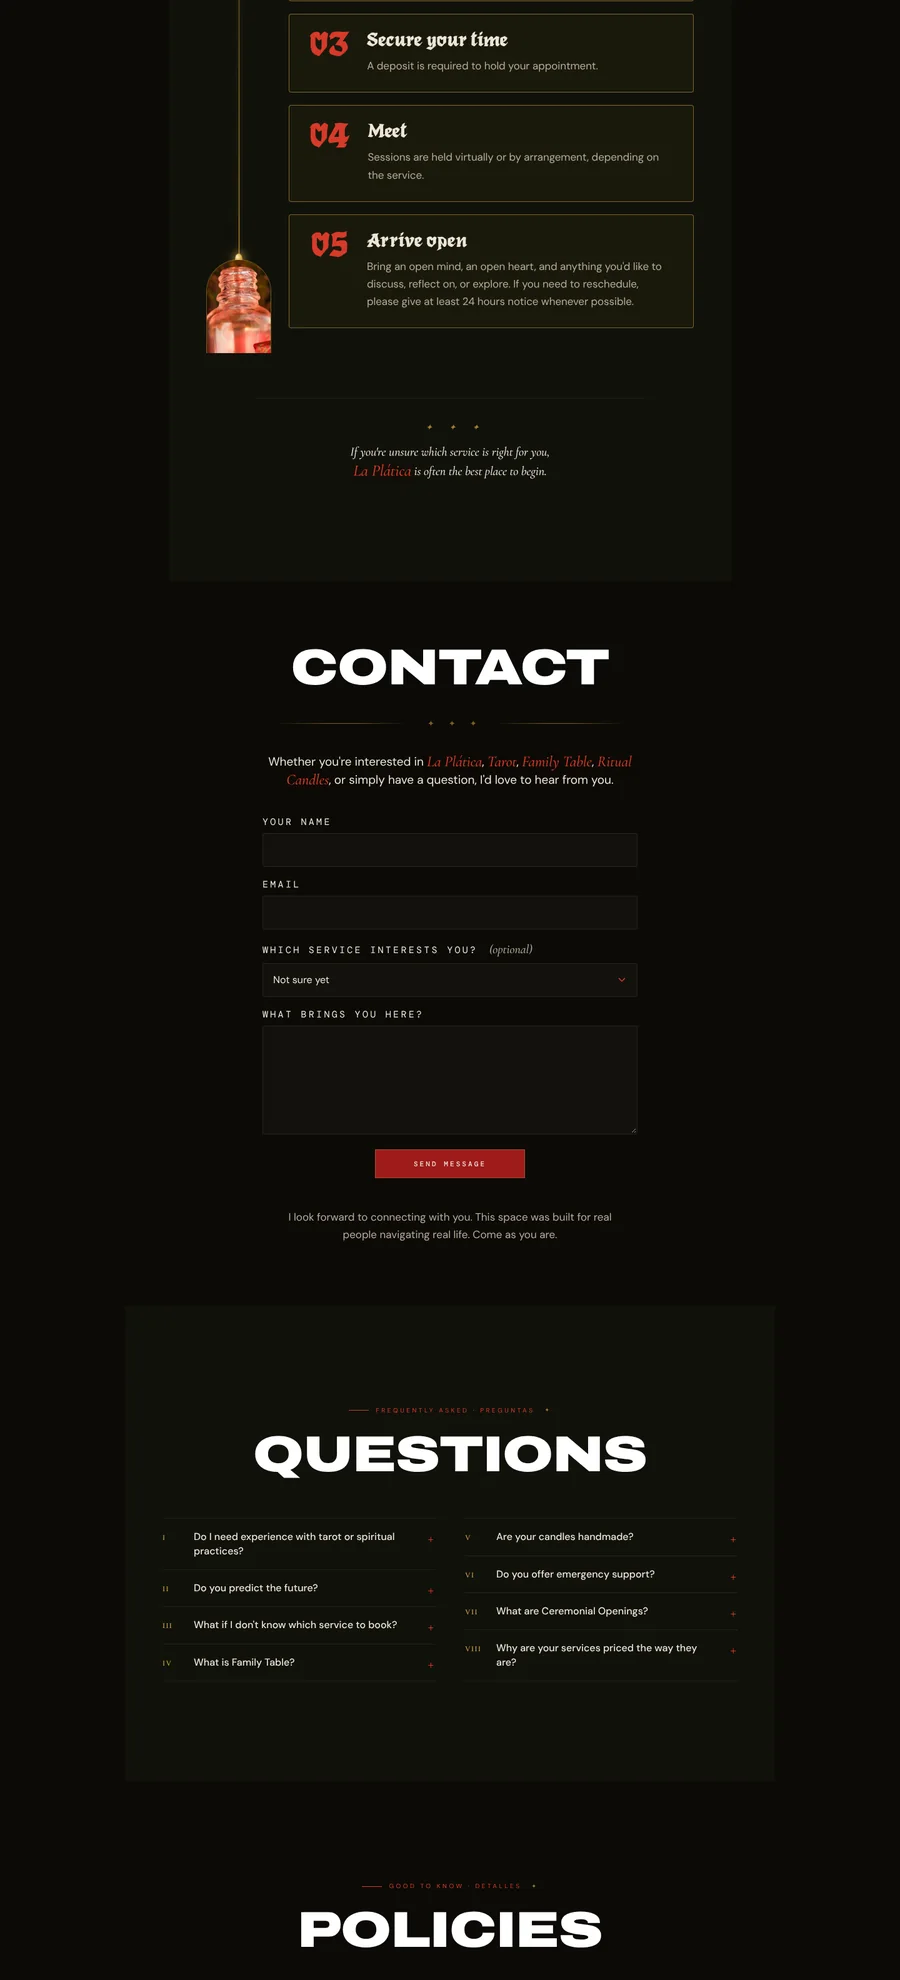 03
Secure your time
A deposit is required to hold your appointment.
04
Meet
Sessions are held virtually or by arrangement, depending on
the service.
05
Arrive open
Bring an open mind, an open heart, and anything you'd like to
discuss, reflect on, or explore. If you need to reschedule,
please give at least 24 hours notice whenever possible.
If you're unsure which service is right for you,
La Plática is often the best place to begin.
CONTACT
Whether you're interested in La Plática, Tarot, Family Table, Ritual
Candles, or simply have a question, I'd love to hear from you.
YOUR NAME
EMAIL
WHICH SERVICE INTERESTS YOU? (optional)
Not sure yet
WHAT BRINGS YOU HERE?
SEND MESSAGE
I look forward to connecting with you. This space was built for real
people navigating real life. Come as you are.
FREQUENTLY ASKED · PREGUNTAS
QUESTIONS
I Do I need experience with tarot or spiritual
practices? +
II Do you predict the future? +
III What if I don't know which service to book? +
IV What is Family Table? +
V Are your candles handmade? +
VI Do you offer emergency support? +
VII What are Ceremonial Openings? +
VIII Why are your services priced the way they
are? +
GOOD TO KNOW · DETALLES
POLICIES